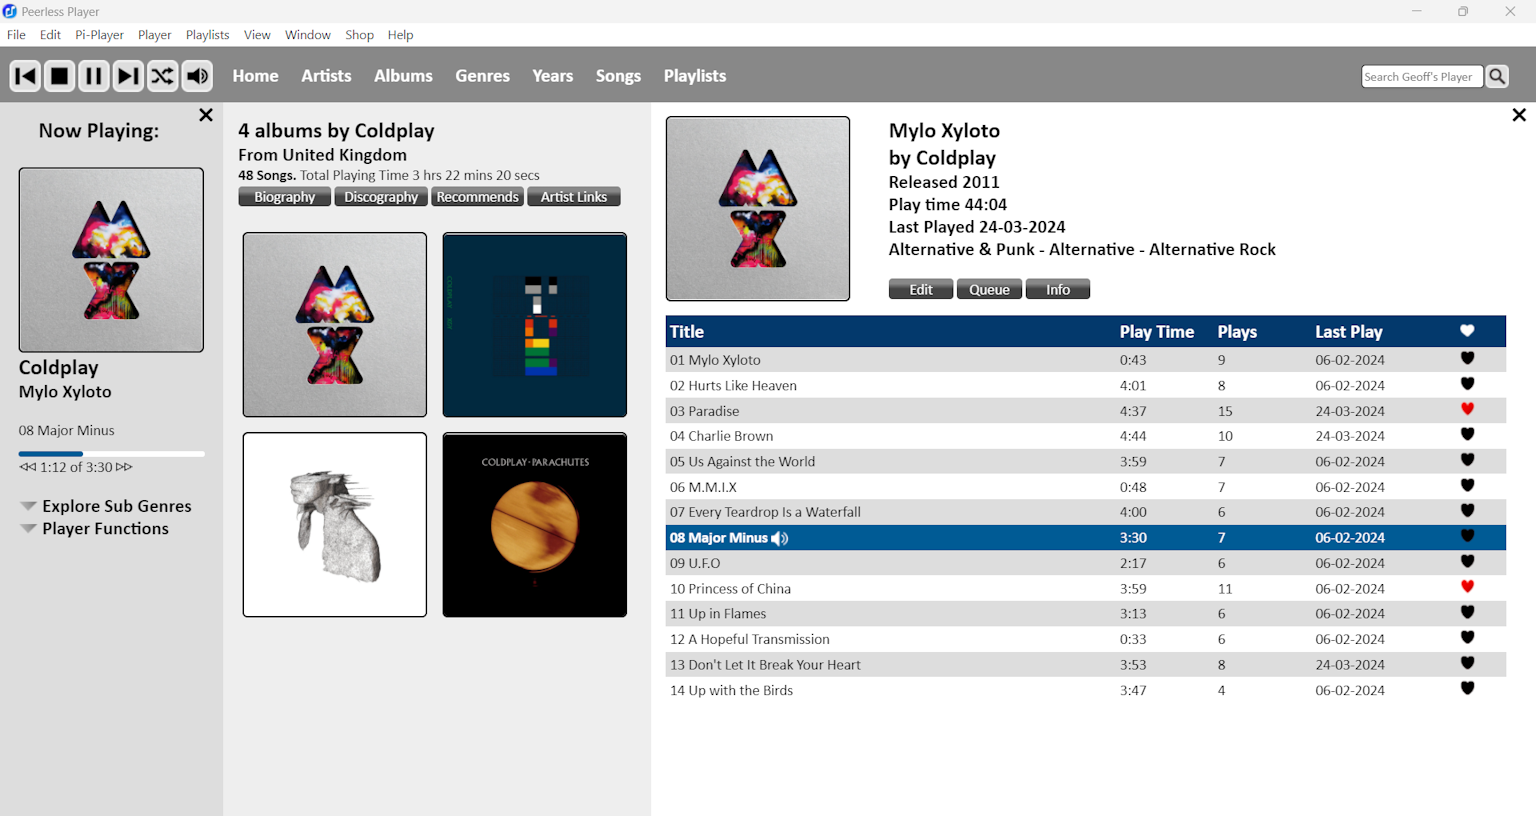 Peerless Player
File Edit Pi-Player Player Playlists View Window Shop Help
Home Artists Albums Genres Years Songs Playlists
Search Geoff's Player
Now Playing:
Coldplay
Mylo Xyloto
08 Major Minus
1:12 of 3:30
Explore Sub Genres
Player Functions
4 albums by Coldplay
From United Kingdom
48 Songs. Total Playing Time 3 hrs 22 mins 20 secs
Biography Discography Recommends Artist Links
COLDPLAY X&Y
COLDPLAY·PARACHUTES
Mylo Xyloto
by Coldplay
Released 2011
Play time 44:04
Last Played 24-03-2024
Alternative & Punk - Alternative - Alternative Rock
Edit Queue Info
Title Play Time Plays Last Play
01 Mylo Xyloto 0:43 9 06-02-2024
02 Hurts Like Heaven 4:01 8 06-02-2024
03 Paradise 4:37 15 24-03-2024
04 Charlie Brown 4:44 10 24-03-2024
05 Us Against the World 3:59 7 06-02-2024
06 M.M.I.X 0:48 7 06-02-2024
07 Every Teardrop Is a Waterfall 4:00 6 06-02-2024
08 Major Minus 3:30 7 06-02-2024
09 U.F.O 2:17 6 06-02-2024
10 Princess of China 3:59 11 06-02-2024
11 Up in Flames 3:13 6 06-02-2024
12 A Hopeful Transmission 0:33 6 06-02-2024
13 Don't Let It Break Your Heart 3:53 8 24-03-2024
14 Up with the Birds 3:47 4 06-02-2024